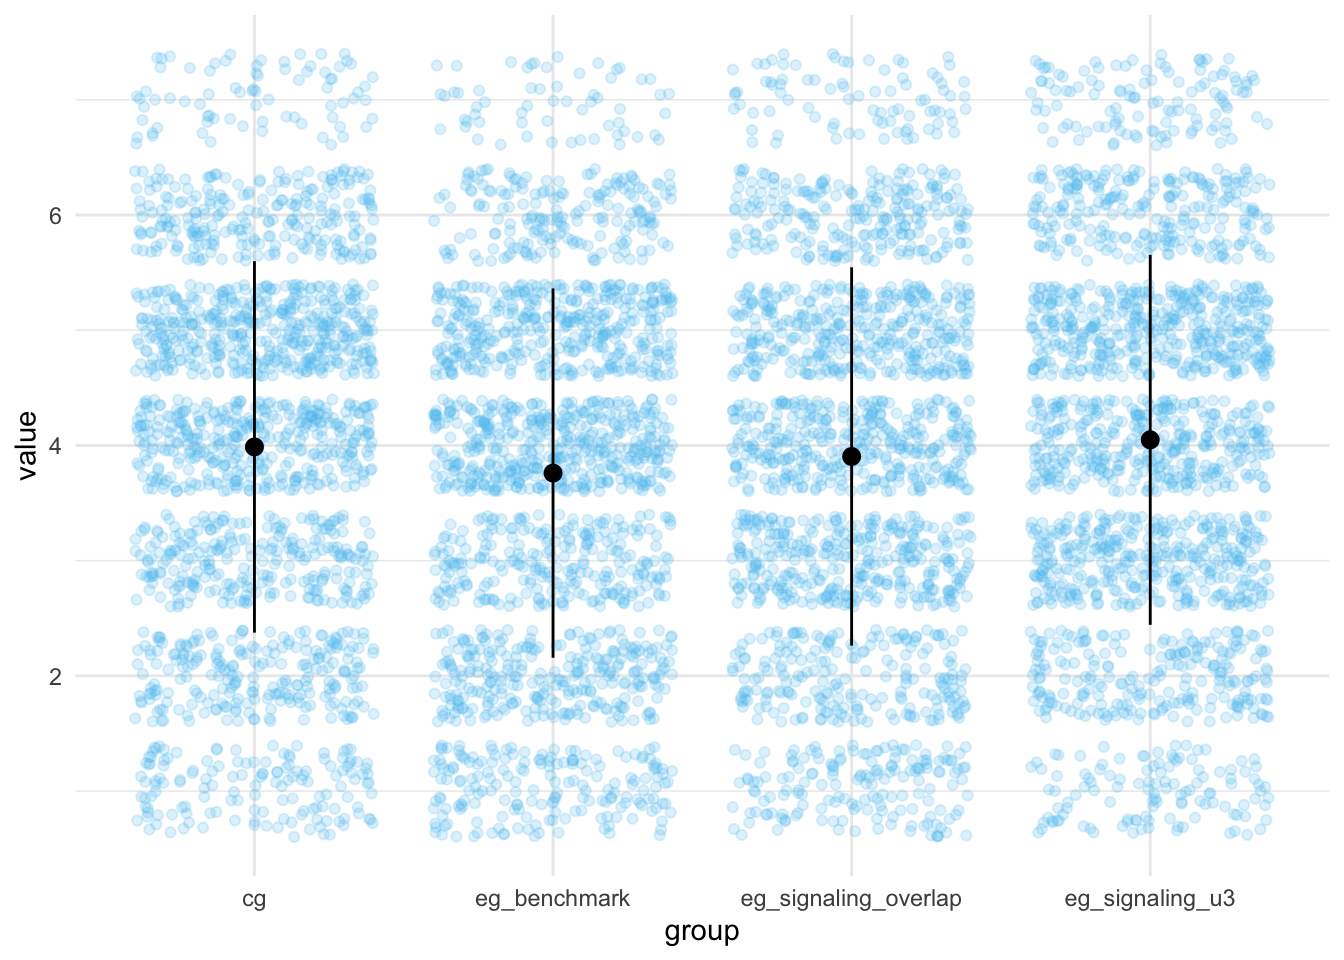 6
4
2
value
cg
eg_benchmark
eg_signaling_overlap
eg_signaling_u3
group